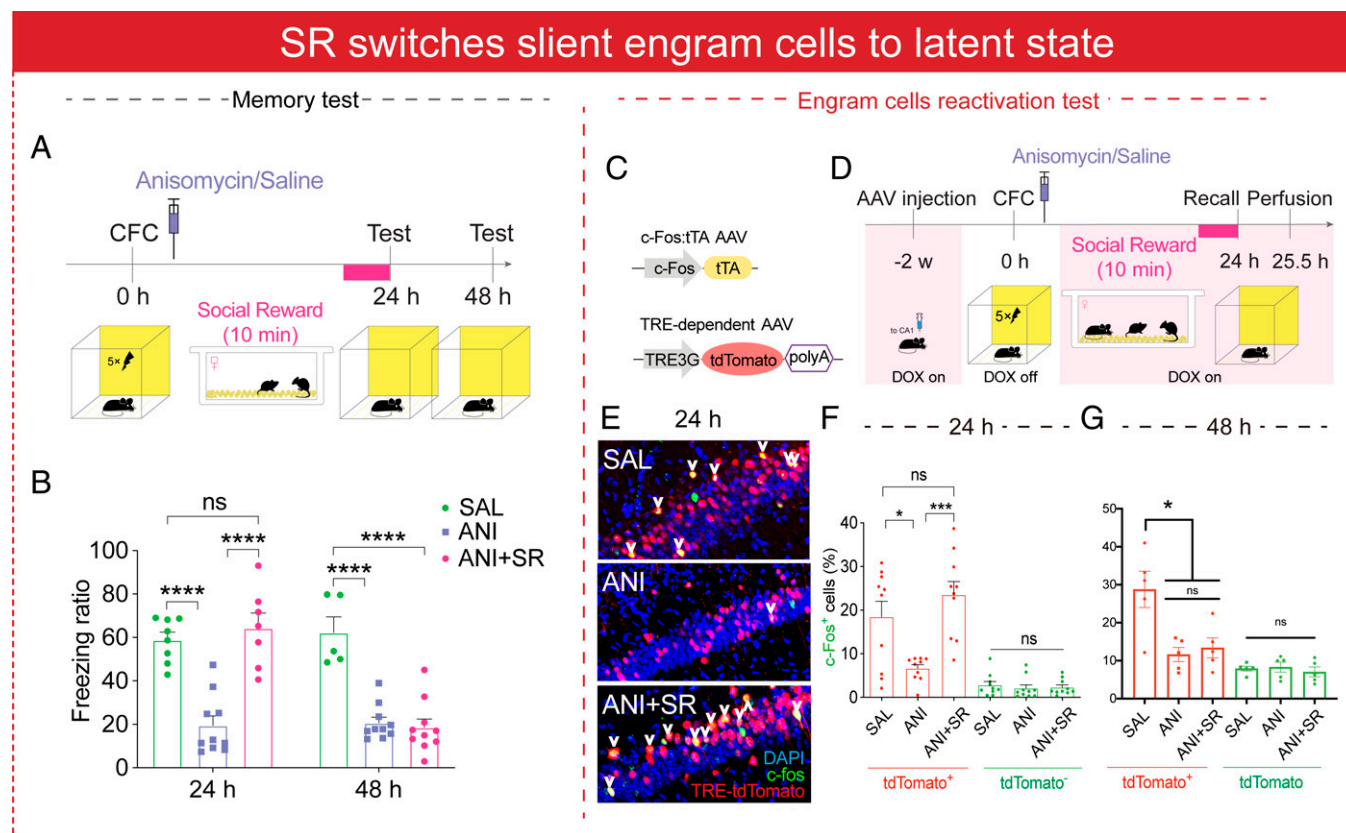 SR switches slient engram cells to latent state
Memory test
Engram cells reactivation test
A
Anisomycin/Saline
CFC
Test
Test
0 h
24 h
48 h
Social Reward
(10 min)
5×
♀
B
SAL
ANI
ANI+SR
ns
****
****
****
****
Freezing ratio
100
80
60
40
20
0
24 h
48 h
C
c-Fos:tTA AAV
c-Fos
tTA
TRE-dependent AAV
TRE3G
tdTomato
polyA
D
Anisomycin/Saline
AAV injection
CFC
Recall
Perfusion
-2 w
0 h
Social Reward
(10 min)
24 h
25.5 h
to CA1
5×
♀
DOX on
DOX off
DOX on
E
24 h
SAL
ANI
ANI+SR
DAPI
c-fos
TRE-tdTomato
F
24 h
ns
*
***
ns
c-Fos+ cells (%)
40
30
20
10
0
SAL
ANI
ANI+SR
SAL
ANI
ANI+SR
tdTomato+
tdTomato-
G
48 h
*
ns
ns
50
40
30
20
10
0
SAL
ANI
ANI+SR
SAL
ANI
ANI+SR
tdTomato+
tdTomato